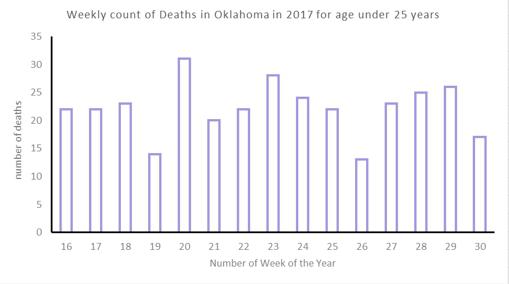 Weekly count of Deaths in Oklahoma in 2017 for age under 25 years
number of deaths
35
30
25
20
15
10
5
0
16 17 18 19 20 21 22 23 24 25 26 27 28 29 30
Number of Week of the Year